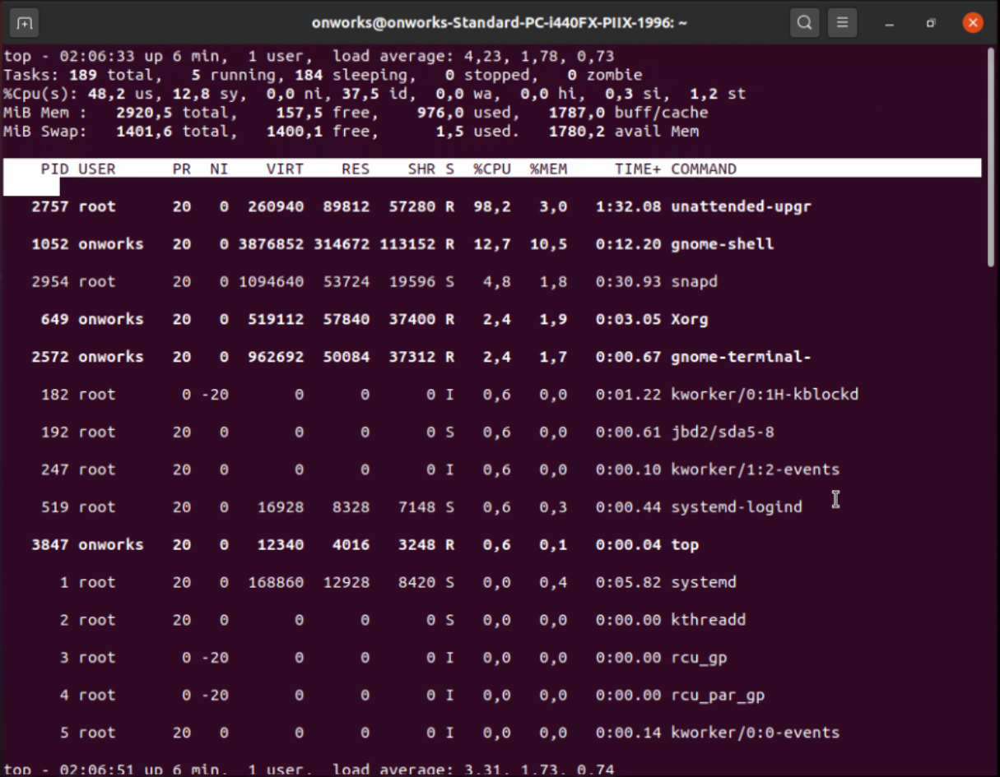 onworks@onworks-Standard-PC-i440FX-PIIX-1996: ~
top - 02:06:33 up 6 min,  1 user,  load average: 4,23, 1,78, 0,73
Tasks: 189 total,   5 running, 184 sleeping,   0 stopped,   0 zombie
%Cpu(s): 48,2 us, 12,8 sy,  0,0 ni, 37,5 id,  0,0 wa,  0,0 hi,  0,3 si,  1,2 st
MiB Mem :   2920,5 total,    157,5 free,    976,0 used,   1787,0 buff/cache
MiB Swap:   1401,6 total,   1400,1 free,      1,5 used.   1780,2 avail Mem
PID USER      PR  NI    VIRT    RES    SHR S  %CPU  %MEM     TIME+ COMMAND
2757 root      20   0  260940  89812  57280 R  98,2   3,0   1:32.08 unattended-upgr
1052 onworks   20   0 3876852 314672 113152 R  12,7  10,5   0:12.20 gnome-shell
2954 root      20   0 1094640  53724  19596 S   4,8   1,8   0:30.93 snapd
649 onworks   20   0  519112  57840  37400 R   2,4   1,9   0:03.05 Xorg
2572 onworks   20   0  962692  50084  37312 R   2,4   1,7   0:00.67 gnome-terminal-
182 root       0 -20       0      0      0 I   0,6   0,0   0:01.22 kworker/0:1H-kblockd
192 root      20   0       0      0      0 S   0,6   0,0   0:00.61 jbd2/sda5-8
247 root      20   0       0      0      0 I   0,6   0,0   0:00.10 kworker/1:2-events
519 root      20   0   16928   8328   7148 S   0,6   0,3   0:00.44 systemd-logind
3847 onworks   20   0   12340   4016   3248 R   0,6   0,1   0:00.04 top
1 root      20   0  168860  12928   8420 S   0,0   0,4   0:05.82 systemd
2 root      20   0       0      0      0 S   0,0   0,0   0:00.00 kthreadd
3 root       0 -20       0      0      0 I   0,0   0,0   0:00.00 rcu_gp
4 root       0 -20       0      0      0 I   0,0   0,0   0:00.00 rcu_par_gp
5 root      20   0       0      0      0 I   0,0   0,0   0:00.14 kworker/0:0-events
top - 02:06:51 up 6 min,  1 user,  load average: 3,31, 1,73, 0,74